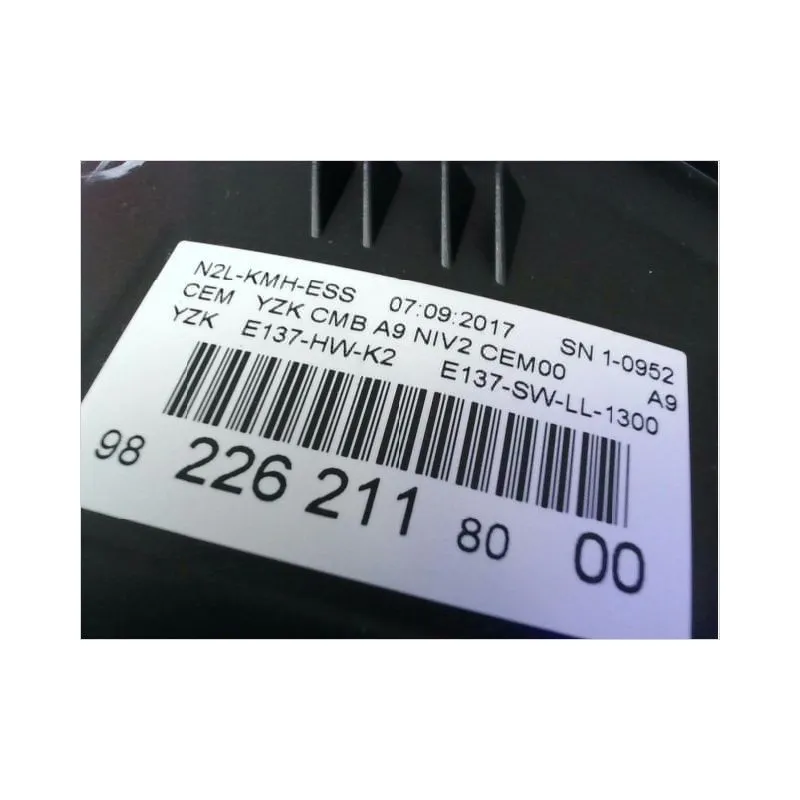 N2L-KMH-ESS 07:09:2017 SN 1-0952
CEM YZK CMB A9 NIV2 CEM00 A9
YZK E137-HW-K2 E137-SW-LL-1300
98 226 211 80 00